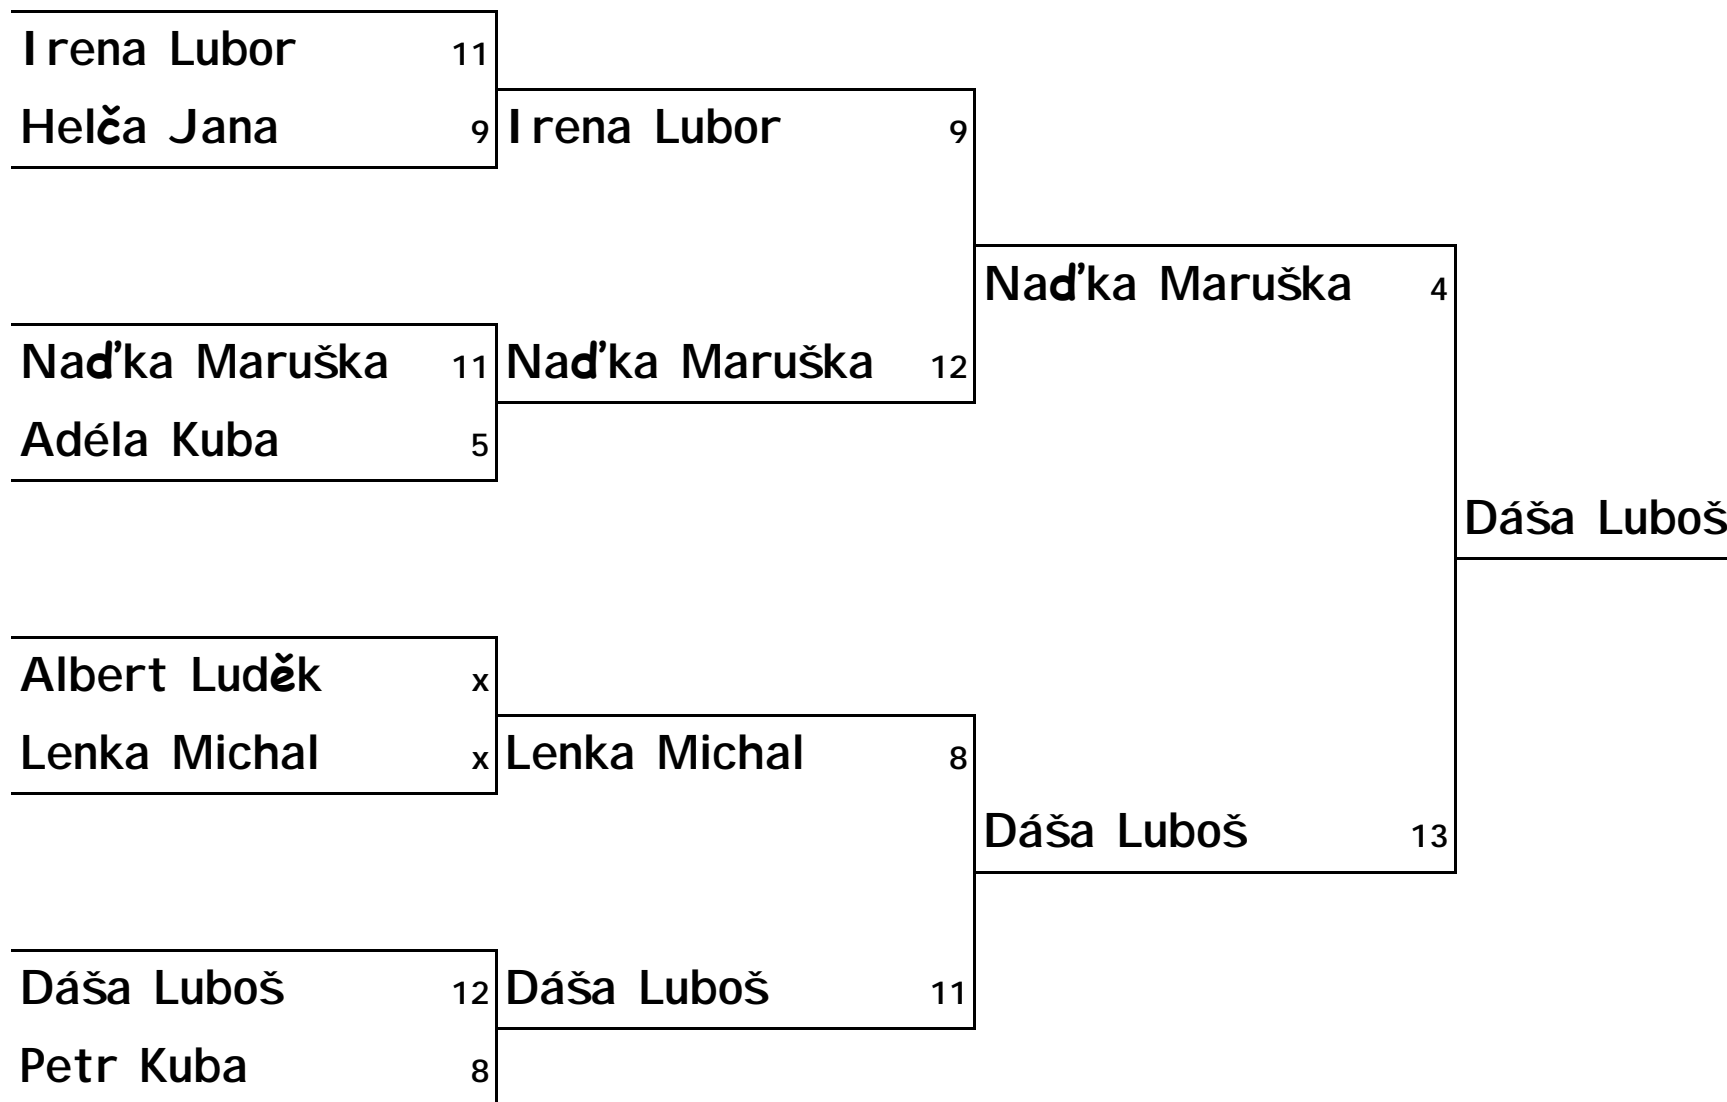 Irena Lubor 11
Helča Jana 9
Irena Lubor 9
Naďka Maruška 4
Naďka Maruška 11
Naďka Maruška 12
Adéla Kuba 5
Dáša Luboš
Albert Luděk x
Lenka Michal x
Lenka Michal 8
Dáša Luboš 13
Dáša Luboš 12
Dáša Luboš 11
Petr Kuba 8